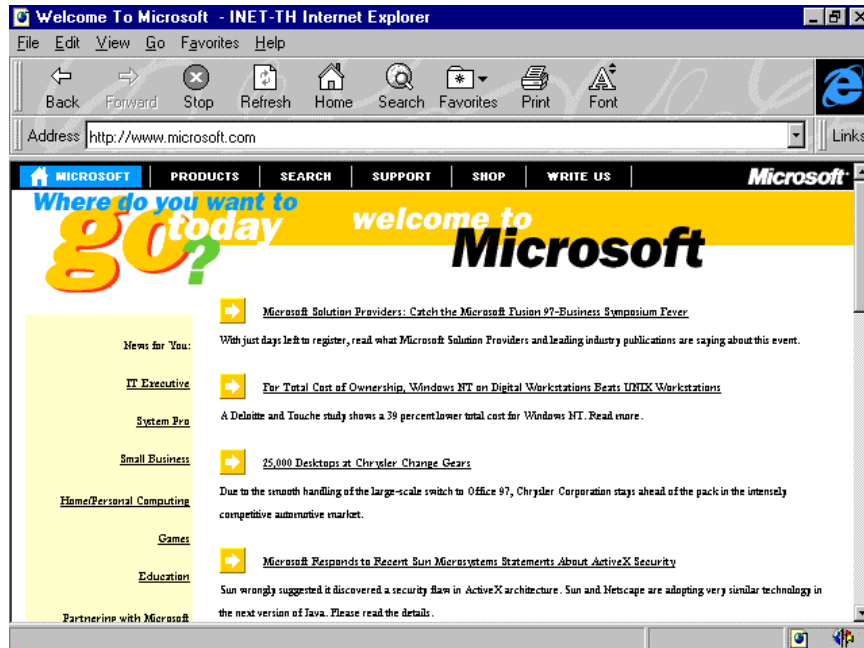 Welcome To Microsoft - INET-TH Internet Explorer
File Edit View Go Favorites Help
Back Forward Stop Refresh Home Search Favorites Print Font
Address http://www.microsoft.com Links
MICROSOFT PRODUCTS SEARCH SUPPORT SHOP WRITE US Microsoft
Where do you want to
go today ?
welcome to
Microsoft
Microsoft Solution Providers: Catch the Microsoft Fusion 97-Business Symposium Fever
News for You: With just days left to register, read what Microsoft Solution Providers and leading industry publications are saying about this event.
IT Executive For Total Cost of Ownership, Windows NT on Digital Workstations Beats UNIX Workstations
System Pro A Deloitte and Touche study shows a 39 percent lower total cost for Windows NT. Read more.
Small Business 25,000 Desktops at Chrysler Change Gears
Home/Personal Computing Due to the smooth handling of the large-scale switch to Office 97, Chrysler Corporation stays ahead of the pack in the intensely
competitive automotive market.
Games
Education Microsoft Responds to Recent Sun Microsystems Statements About ActiveX Security
Sun wrongly suggested it discovered a security flaw in ActiveX architecture. Sun and Netscape are adopting very similar technology in
Partnering with Microsoft the next version of Java. Please read the details.